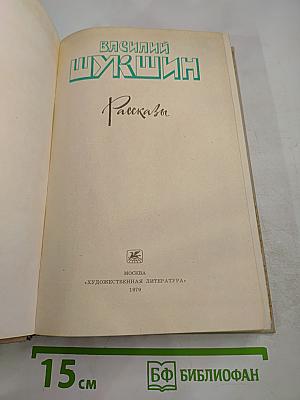 ВАСИЛИЙ
ШУКШИН
Рассказы
МОСКВА
«ХУДОЖЕСТВЕННАЯ ЛИТЕРАТУРА»
1979
15 см
БФ БИБЛИОФАН